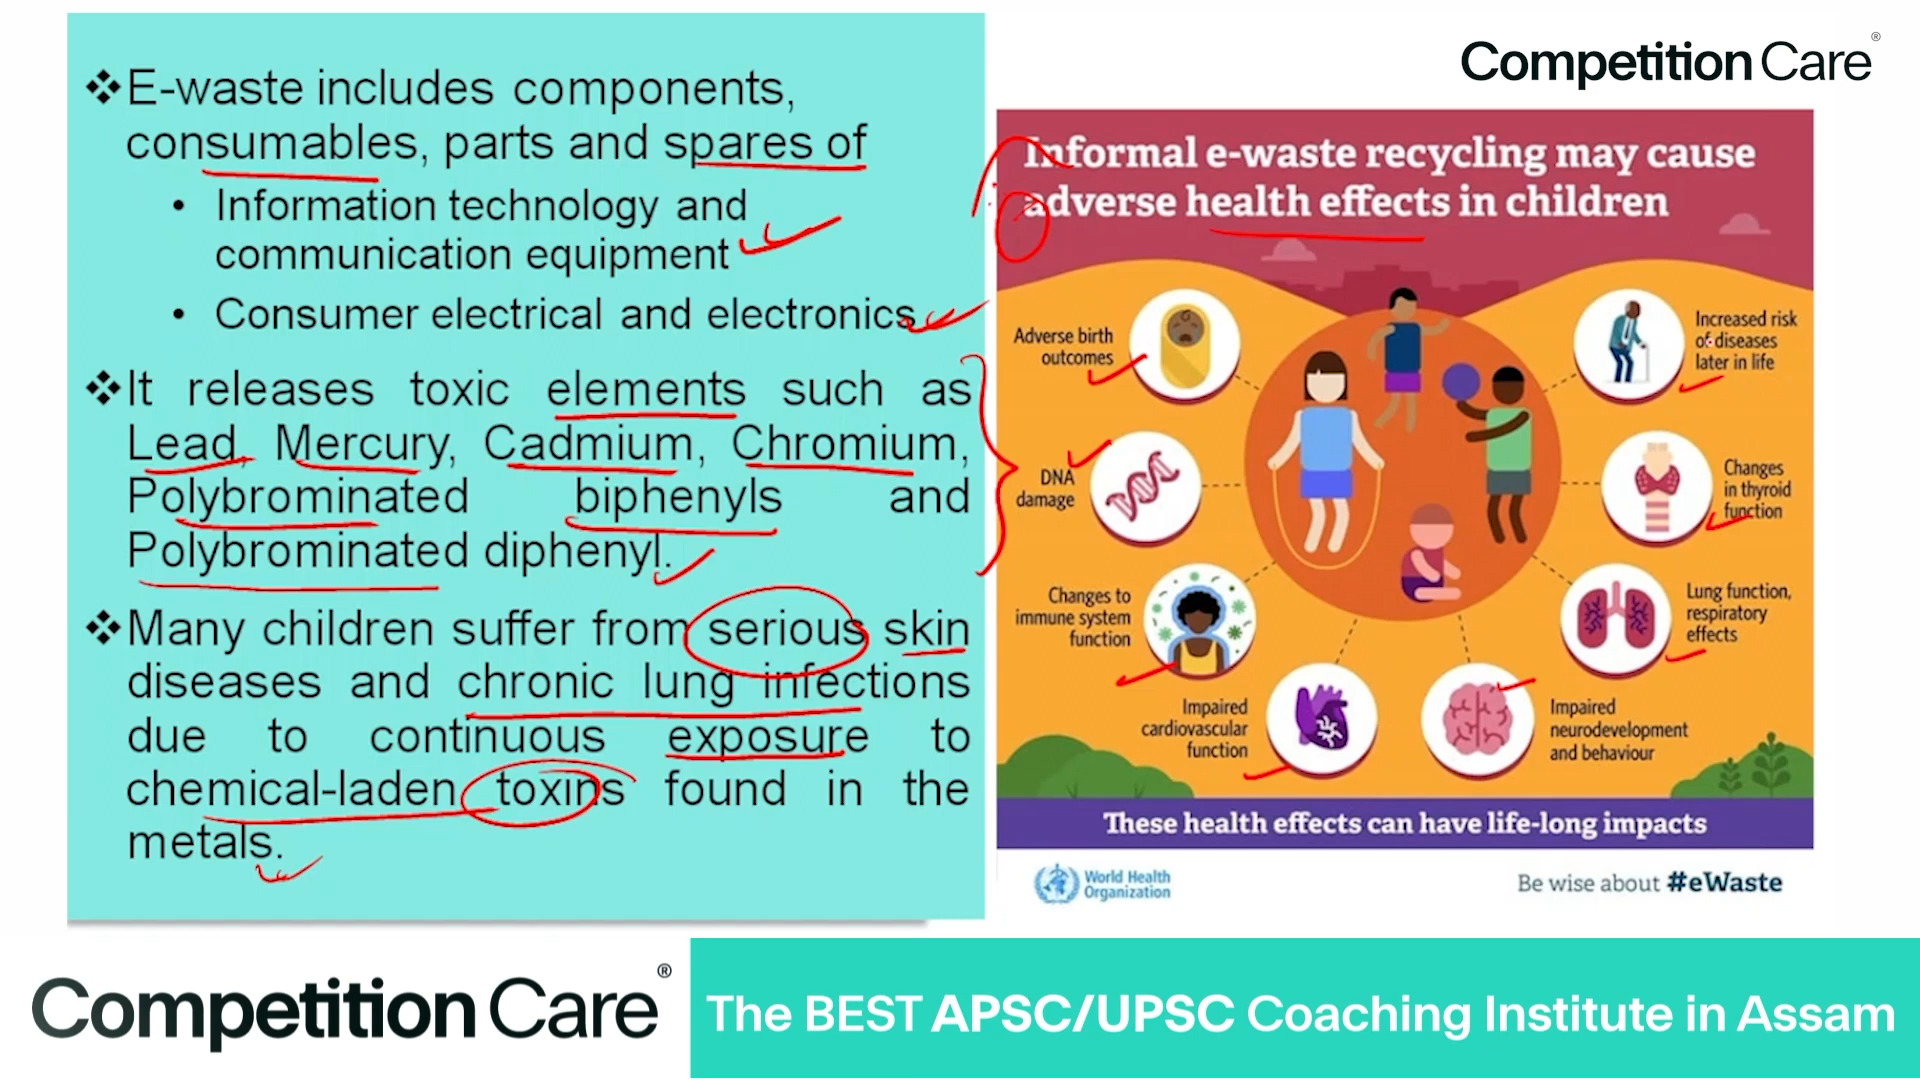 ❖E-waste includes components,
consumables, parts and spares of
• Information technology and
communication equipment
• Consumer electrical and electronics
❖It releases toxic elements such as
Lead, Mercury, Cadmium, Chromium,
Polybrominated biphenyls and
Polybrominated diphenyl.
❖Many children suffer from serious skin
diseases and chronic lung infections
due to continuous exposure to
chemical-laden toxins found in the
metals.
Competition Care®
Informal e-waste recycling may cause
adverse health effects in children
Adverse birth
outcomes
DNA
damage
Changes to
immune system
function
Impaired
cardiovascular
function
Increased risk
of diseases
later in life
Changes
in thyroid
function
Lung function,
respiratory
effects
Impaired
neurodevelopment
and behaviour
These health effects can have life-long impacts
World Health
Organization
Be wise about #eWaste
Competition Care®
The BEST APSC/UPSC Coaching Institute in Assam